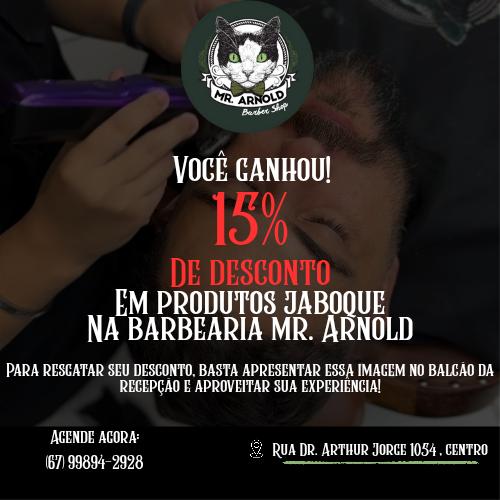 MR. ARNOLD
Barber Shop
VOCÊ GANHOU!
15%
DE DESCONTO
EM PRODUTOS JABOQUE
NA BARBEARIA MR. ARNOLD
PARA RESGATAR SEU DESCONTO, BASTA APRESENTAR ESSA IMAGEM NO BALCÃO DA
RECEPÇÃO E APROVEITAR SUA EXPERIÊNCIA!
AGENDE AGORA:
(67) 99894-2928
RUA DR. ARTHUR JORGE 1054 , CENTRO